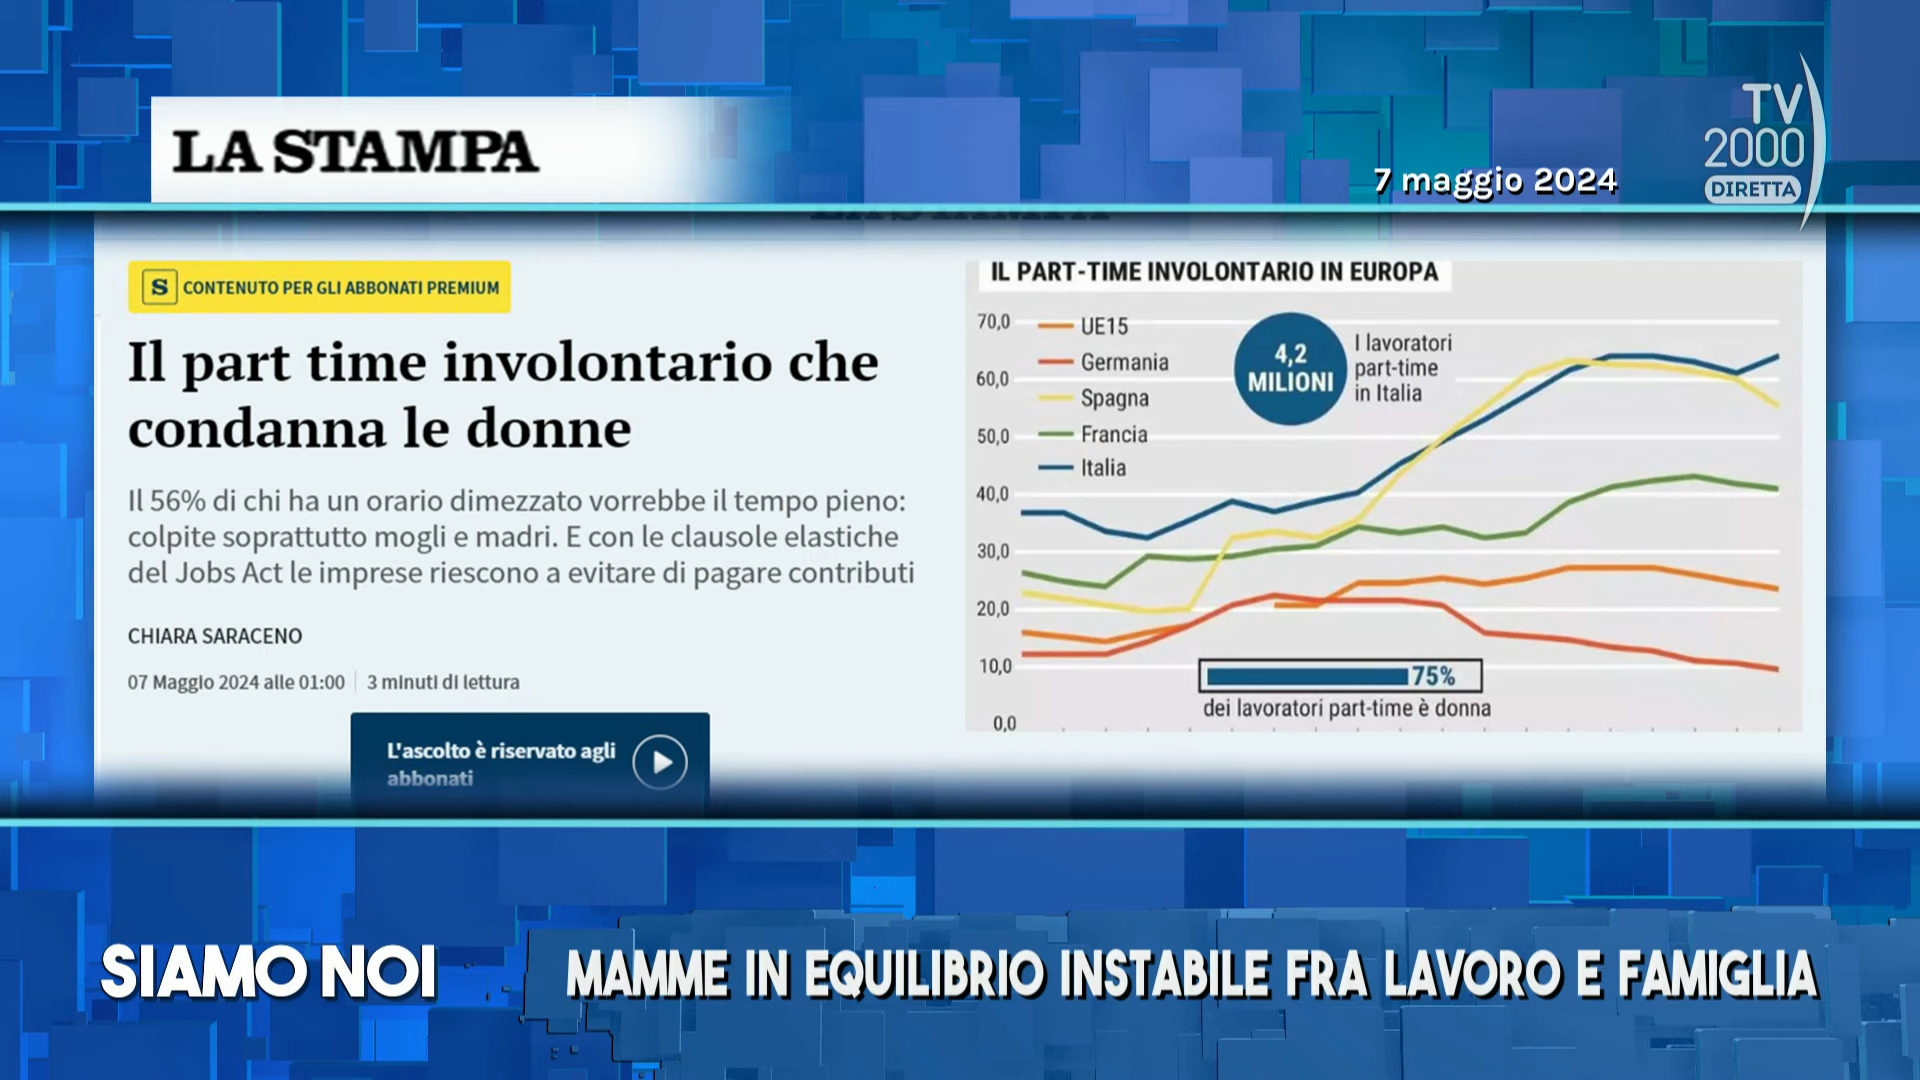 LA STAMPA
7 maggio 2024
TV
2000
DIRETTA
LA STAMPA
S CONTENUTO PER GLI ABBONATI PREMIUM
Il part time involontario che
condanna le donne
Il 56% di chi ha un orario dimezzato vorrebbe il tempo pieno:
colpite soprattutto mogli e madri. E con le clausole elastiche
del Jobs Act le imprese riescono a evitare di pagare contributi
CHIARA SARACENO
07 Maggio 2024 alle 01:00
3 minuti di lettura
L'ascolto è riservato agli
abbonati
IL PART-TIME INVOLONTARIO IN EUROPA
70,0
60,0
50,0
40,0
30,0
20,0
10,0
0,0
UE15
Germania
Spagna
Francia
Italia
4,2
MILIONI
I lavoratori
part-time
in Italia
75%
dei lavoratori part-time è donna
SIAMO NOI
MAMME IN EQUILIBRIO INSTABILE FRA LAVORO E FAMIGLIA